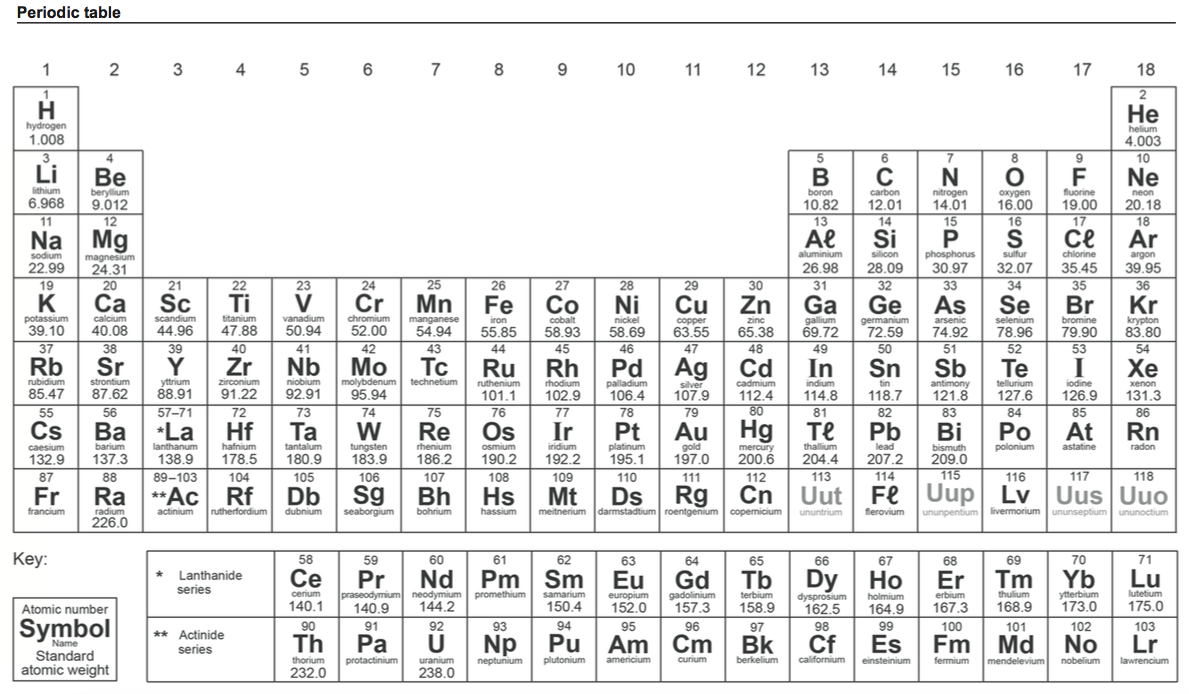 Periodic table
1 2 3 4 5 6 7 8 9 10 11 12 13 14 15 16 17 18
1 2
H He
hydrogen helium
1.008 4.003
3 4 5 6 7 8 9 10
Li Be B C N O F Ne
lithium beryllium boron carbon nitrogen oxygen fluorine neon
6.968 9.012 10.82 12.01 14.01 16.00 19.00 20.18
11 12 13 14 15 16 17 18
Na Mg Aℓ Si P S Cℓ Ar
sodium magnesium aluminium silicon phosphorus sulfur chlorine argon
22.99 24.31 26.98 28.09 30.97 32.07 35.45 39.95
19 20 21 22 23 24 25 26 27 28 29 30 31 32 33 34 35 36
K Ca Sc Ti V Cr Mn Fe Co Ni Cu Zn Ga Ge As Se Br Kr
potassium calcium scandium titanium vanadium chromium manganese iron cobalt nickel copper zinc gallium germanium arsenic selenium bromine krypton
39.10 40.08 44.96 47.88 50.94 52.00 54.94 55.85 58.93 58.69 63.55 65.38 69.72 72.59 74.92 78.96 79.90 83.80
37 38 39 40 41 42 43 44 45 46 47 48 49 50 51 52 53 54
Rb Sr Y Zr Nb Mo Tc Ru Rh Pd Ag Cd In Sn Sb Te I Xe
rubidium strontium yttrium zirconium niobium molybdenum technetium ruthenium rhodium palladium silver cadmium indium tin antimony tellurium iodine xenon
85.47 87.62 88.91 91.22 92.91 95.94 101.1 102.9 106.4 107.9 112.4 114.8 118.7 121.8 127.6 126.9 131.3
55 56 57–71 72 73 74 75 76 77 78 79 80 81 82 83 84 85 86
Cs Ba *La Hf Ta W Re Os Ir Pt Au Hg Tℓ Pb Bi Po At Rn
caesium barium lanthanum hafnium tantalum tungsten rhenium osmium iridium platinum gold mercury thallium lead bismuth polonium astatine radon
132.9 137.3 138.9 178.5 180.9 183.9 186.2 190.2 192.2 195.1 197.0 200.6 204.4 207.2 209.0
87 88 89–103 104 105 106 107 108 109 110 111 112 113 114 115 116 117 118
Fr Ra **Ac Rf Db Sg Bh Hs Mt Ds Rg Cn Uut Fℓ Uup Lv Uus Uuo
francium radium actinium rutherfordium dubnium seaborgium bohrium hassium meitnerium darmstadtium roentgenium copernicium ununtrium flerovium ununpentium livermorium ununseptium ununoctium
226.0
Key:
Atomic number
Symbol
Name
Standard
atomic weight
* Lanthanide
series
58 59 60 61 62 63 64 65 66 67 68 69 70 71
Ce Pr Nd Pm Sm Eu Gd Tb Dy Ho Er Tm Yb Lu
cerium praseodymium neodymium promethium samarium europium gadolinium terbium dysprosium holmium erbium thulium ytterbium lutetium
140.1 140.9 144.2 150.4 152.0 157.3 158.9 162.5 164.9 167.3 168.9 173.0 175.0
** Actinide
series
90 91 92 93 94 95 96 97 98 99 100 101 102 103
Th Pa U Np Pu Am Cm Bk Cf Es Fm Md No Lr
thorium protactinium uranium neptunium plutonium americium curium berkelium californium einsteinium fermium mendelevium nobelium lawrencium
232.0 238.0